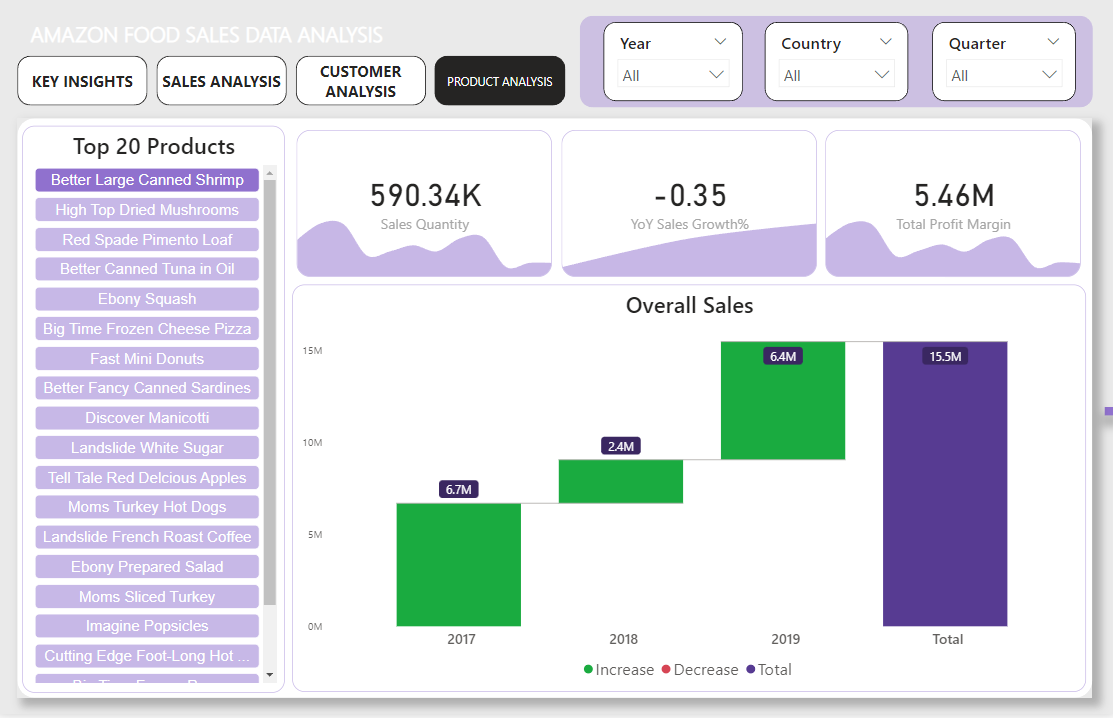 AMAZON FOOD SALES DATA ANALYSIS
KEY INSIGHTS
SALES ANALYSIS
CUSTOMER
ANALYSIS
PRODUCT ANALYSIS
Year
All
Country
All
Quarter
All
Top 20 Products
Better Large Canned Shrimp
High Top Dried Mushrooms
Red Spade Pimento Loaf
Better Canned Tuna in Oil
Ebony Squash
Big Time Frozen Cheese Pizza
Fast Mini Donuts
Better Fancy Canned Sardines
Discover Manicotti
Landslide White Sugar
Tell Tale Red Delcious Apples
Moms Turkey Hot Dogs
Landslide French Roast Coffee
Ebony Prepared Salad
Moms Sliced Turkey
Imagine Popsicles
Cutting Edge Foot-Long Hot ...
590.34K
Sales Quantity
-0.35
YoY Sales Growth%
5.46M
Total Profit Margin
Overall Sales
15M
10M
5M
0M
6.7M
2.4M
6.4M
15.5M
2017
2018
2019
Total
Increase
Decrease
Total